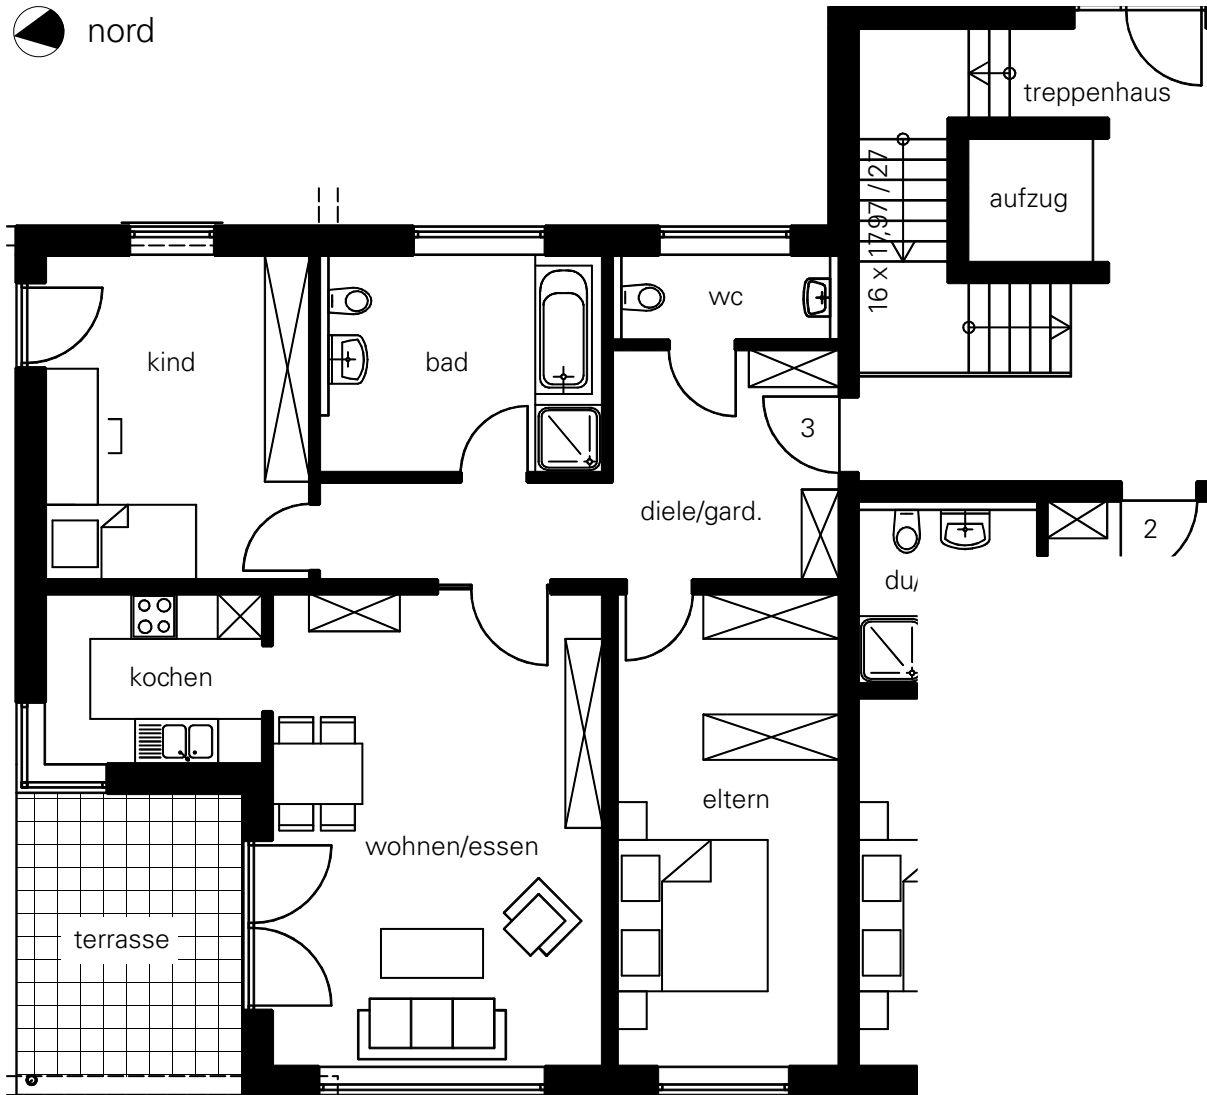 nord
treppenhaus
aufzug
16 x 17,97 / 27
wc
kind
bad
3
diele/gard.
2
du/
kochen
eltern
wohnen/essen
terrasse